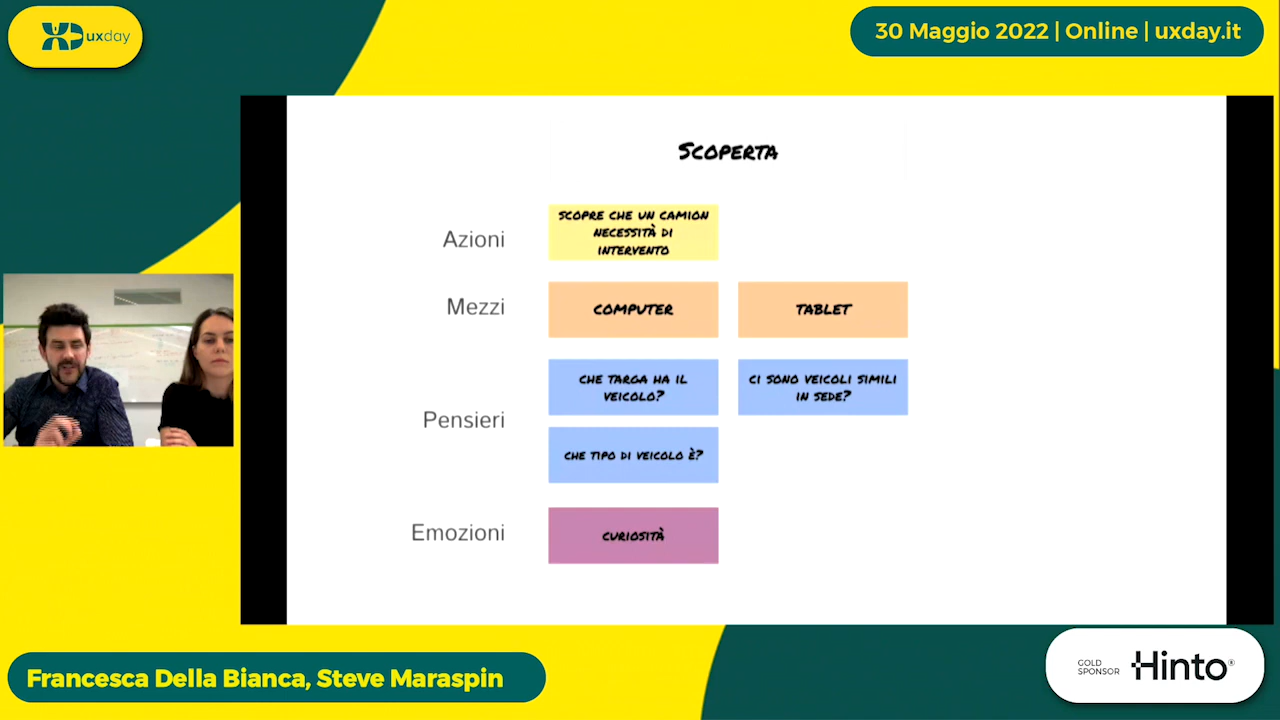 uxday
30 Maggio 2022 | Online | uxday.it
SCOPERTA
Azioni
SCOPRE CHE UN CAMION
NECESSITÀ DI
INTERVENTO
Mezzi
COMPUTER
TABLET
Pensieri
CHE TARGA HA IL
VEICOLO?
CI SONO VEICOLI SIMILI
IN SEDE?
CHE TIPO DI VEICOLO È?
Emozioni
CURIOSITÀ
Francesca Della Bianca, Steve Maraspin
GOLD
SPONSOR
Hinto®